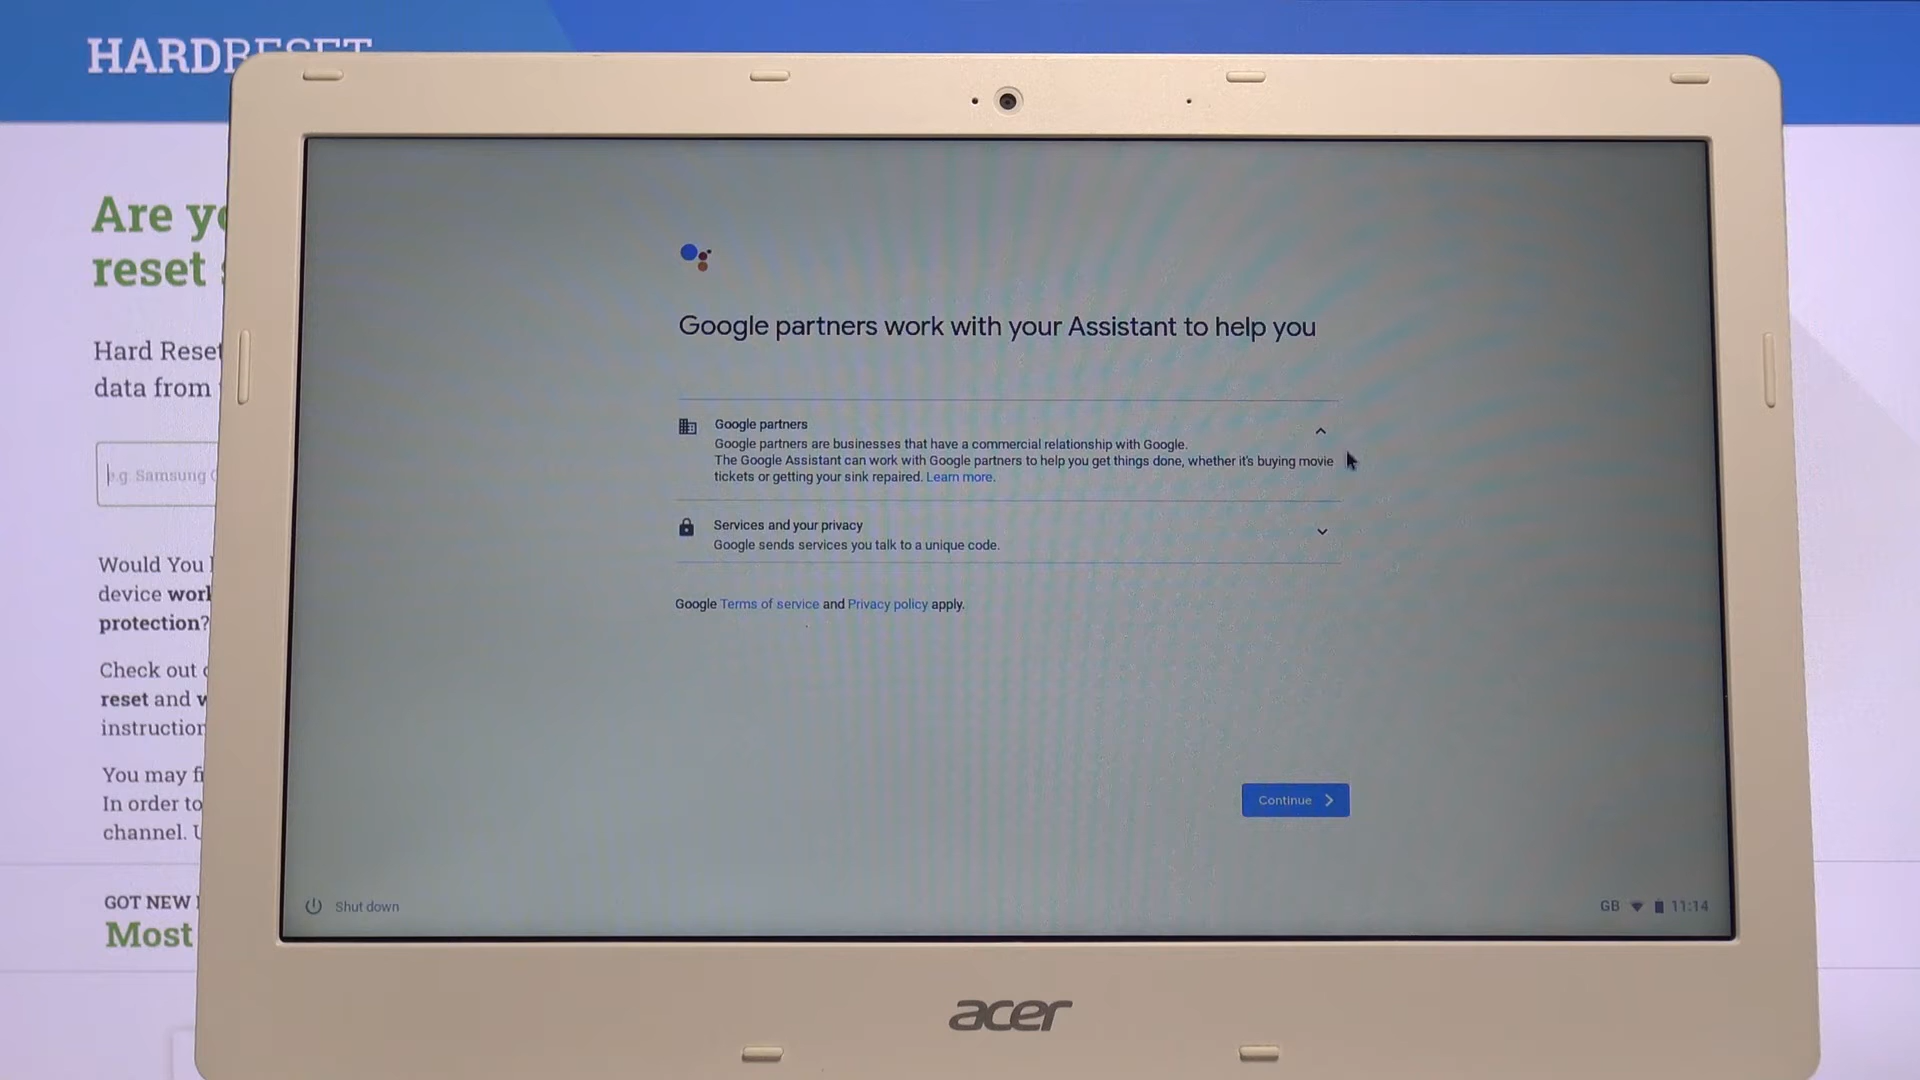 HARDRESET
Are yo
reset
Hard Reset
data from
e.g. Samsung
Would You
device work
protection?
Check out
reset and w
instruction
You may fi
In order to
channel. U
GOT NEW
Most
Google partners work with your Assistant to help you
Google partners
Google partners are businesses that have a commercial relationship with Google.
The Google Assistant can work with Google partners to help you get things done, whether it's buying movie
tickets or getting your sink repaired. Learn more.
Services and your privacy
Google sends services you talk to a unique code.
Google Terms of service and Privacy policy apply.
Continue
Shut down
GB 11:14
acer